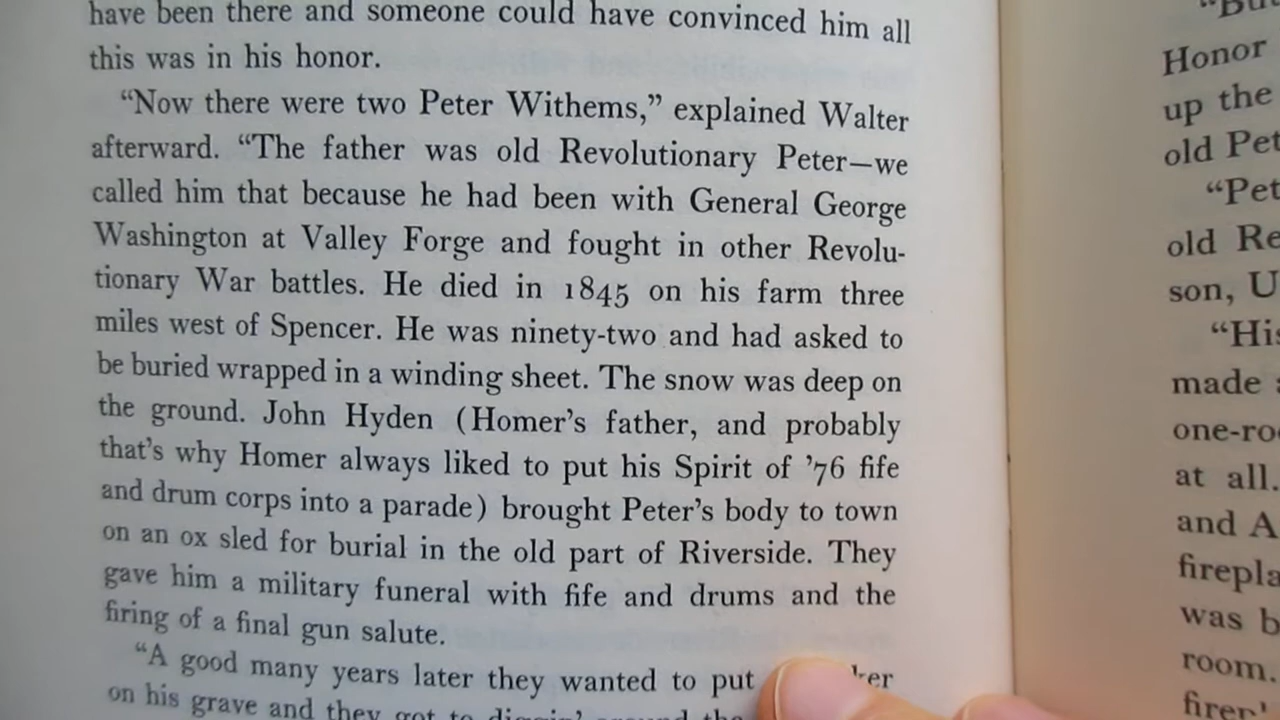 have been there and someone could have convinced him all
this was in his honor.
“Now there were two Peter Withems,” explained Walter
afterward. “The father was old Revolutionary Peter—we
called him that because he had been with General George
Washington at Valley Forge and fought in other Revolu-
tionary War battles. He died in 1845 on his farm three
miles west of Spencer. He was ninety-two and had asked to
be buried wrapped in a winding sheet. The snow was deep on
the ground. John Hyden (Homer’s father, and probably
that’s why Homer always liked to put his Spirit of ’76 fife
and drum corps into a parade) brought Peter’s body to town
on an ox sled for burial in the old part of Riverside. They
gave him a military funeral with fife and drums and the
firing of a final gun salute.
“A good many years later they wanted to put
on his grave and they got to diggin’ around the
Honor
up the
old Pet
“Pet
old Re
son, U
“His
made
one-ro
at all.
and A
firepla
was b
room.